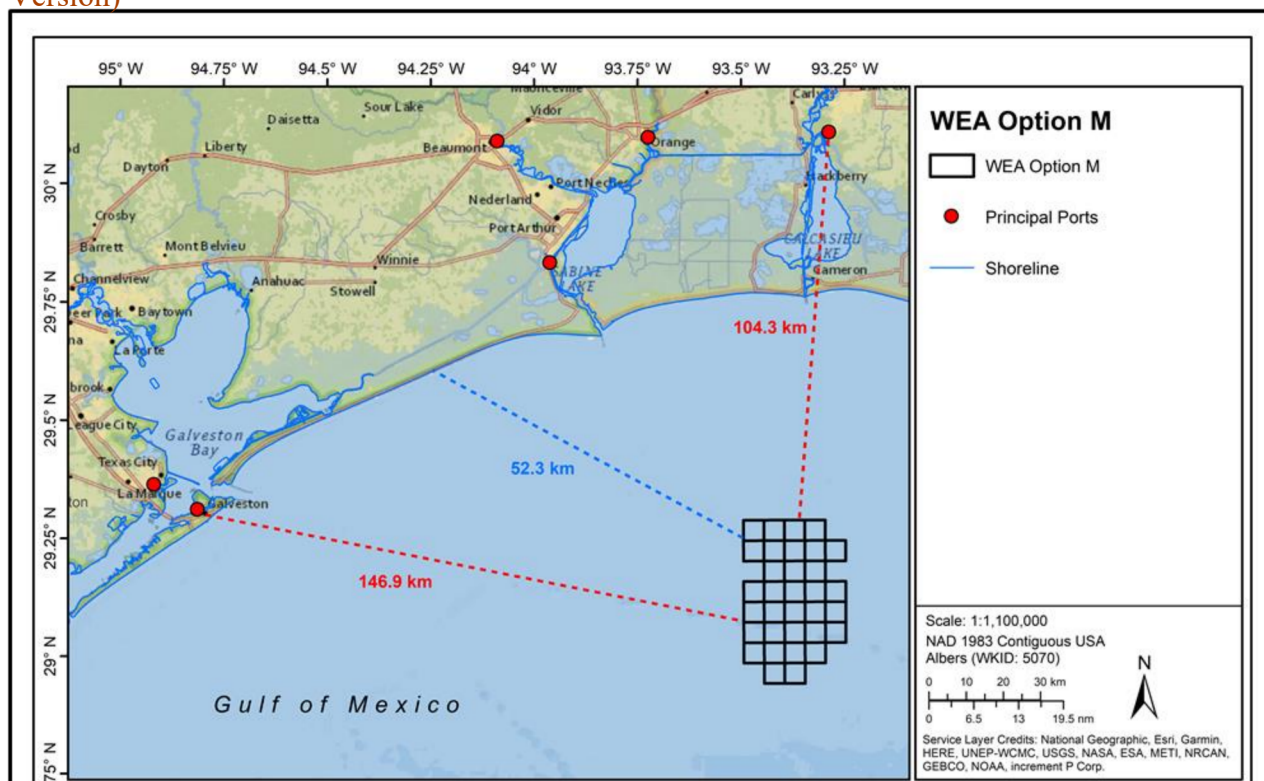 Version)
95° W 94.75° W 94.5° W 94.25° W 94° W 93.75° W 93.5° W 93.25° W
Mauriceville
Vidor
Sour Lake
Daisetta
Liberty
Beaumont
Orange
Dayton
Port Neches
Hackberry
Nederland
Crosby
Port Arthur
Barrett
Mont Belvieu
CALCASIEU
LAKE
Winnie
Channelview
Anahuac
Stowell
SABINE
LAKE
Cameron
Baytown
La Porte
104.3 km
League City
Galveston
Bay
Texas City
La Marque
Galveston
52.3 km
146.9 km
Gulf of Mexico
30° N
29.75° N
29.5° N
29.25° N
29° N
75° N
WEA Option M
WEA Option M
Principal Ports
Shoreline
Scale: 1:1,100,000
NAD 1983 Contiguous USA
Albers (WKID: 5070)
N
0 10 20 30 km
0 6.5 13 19.5 nm
Service Layer Credits: National Geographic, Esri, Garmin,
HERE, UNEP-WCMC, USGS, NASA, ESA, METI, NRCAN,
GEBCO, NOAA, increment P Corp.